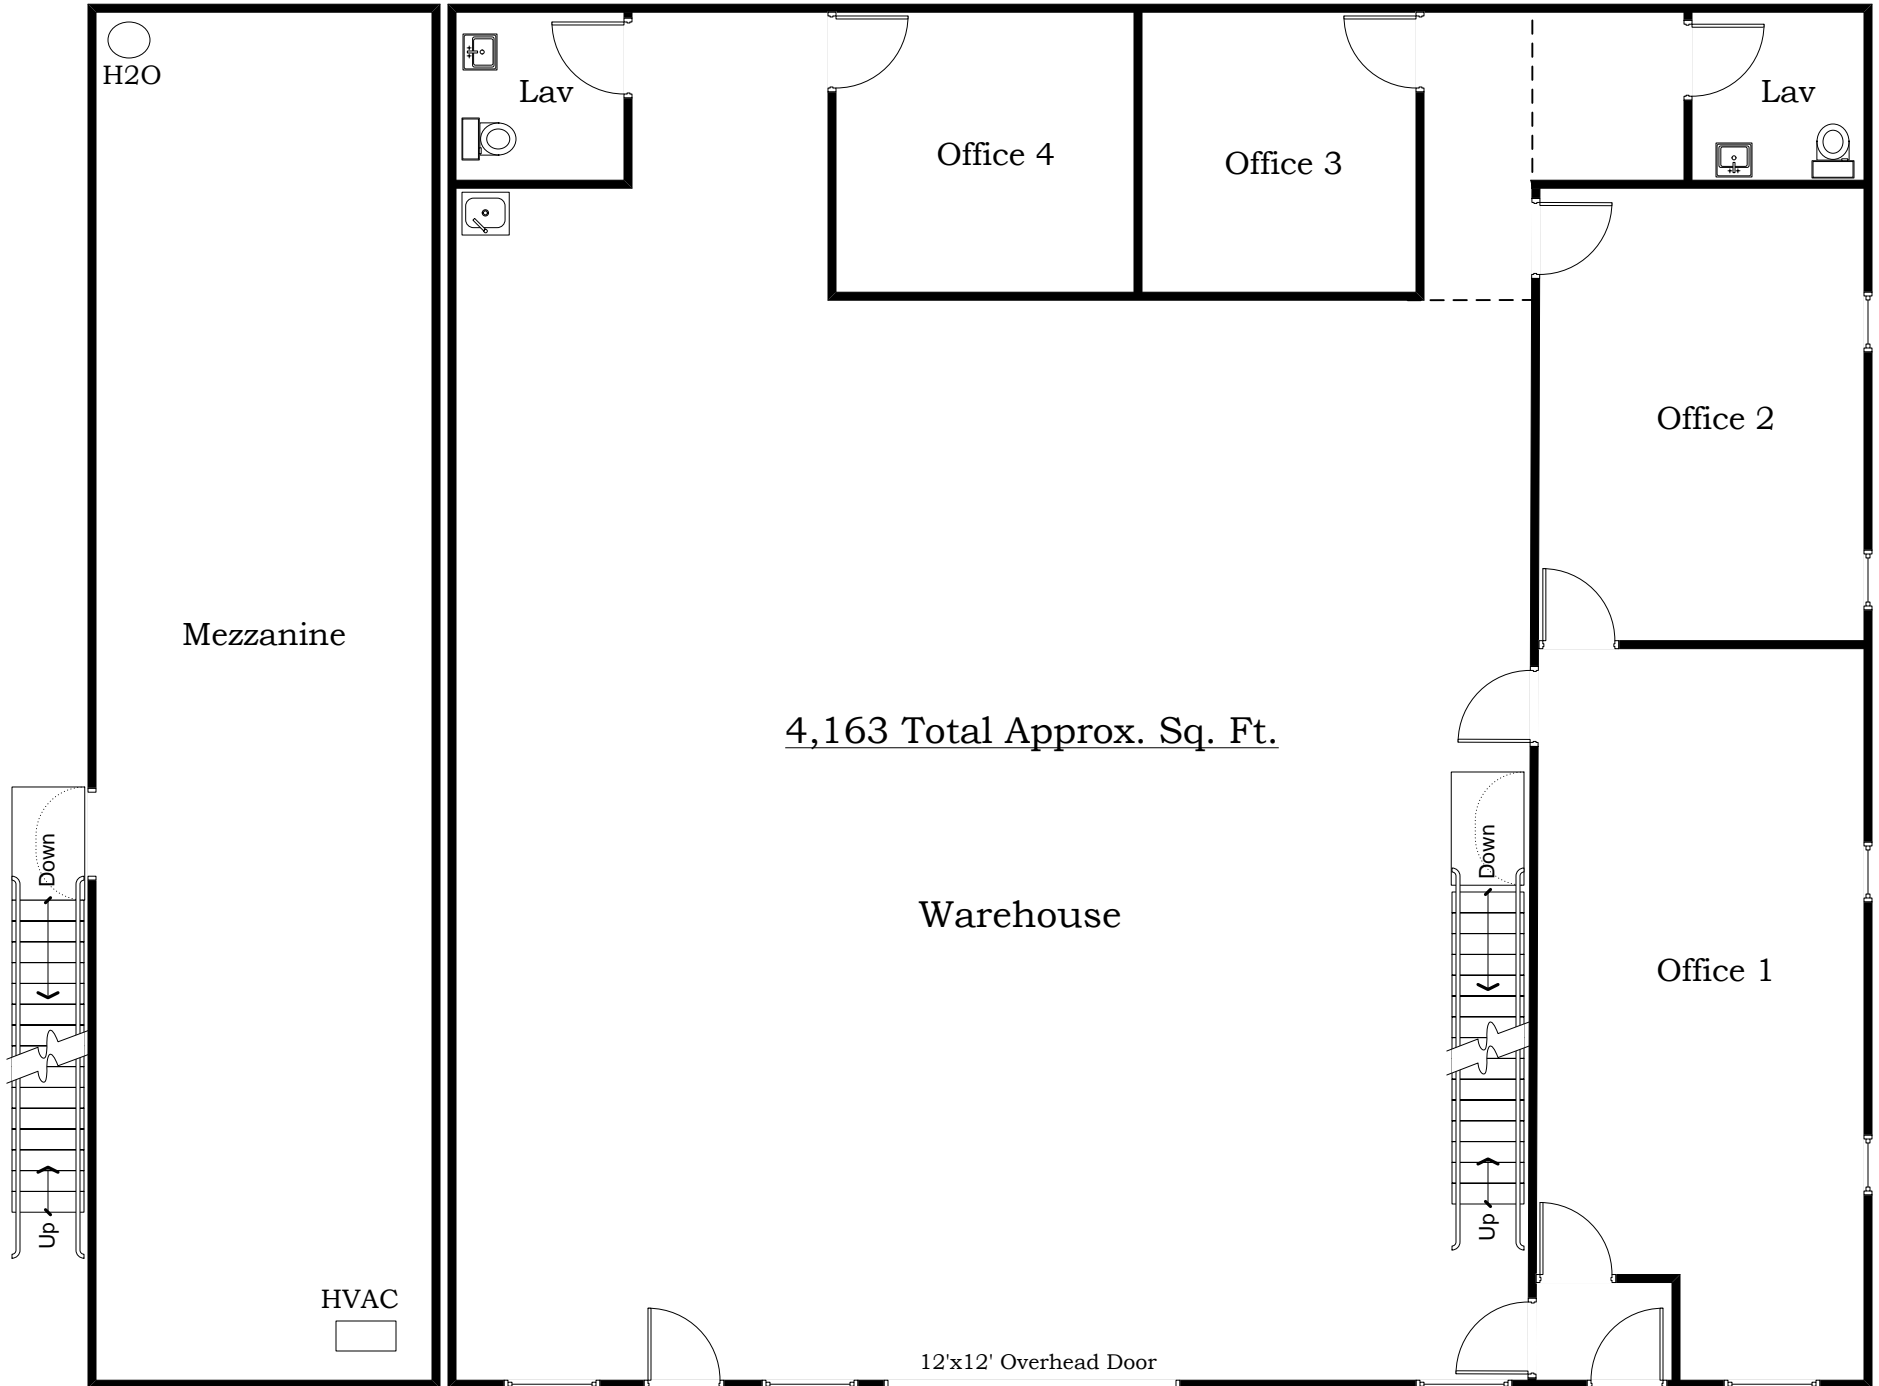 H2O
Lav
Lav
Office 4
Office 3
Office 2
Mezzanine
4,163 Total Approx. Sq. Ft.
Down
Down
Warehouse
Office 1
Up
Up
HVAC
12'x12' Overhead Door